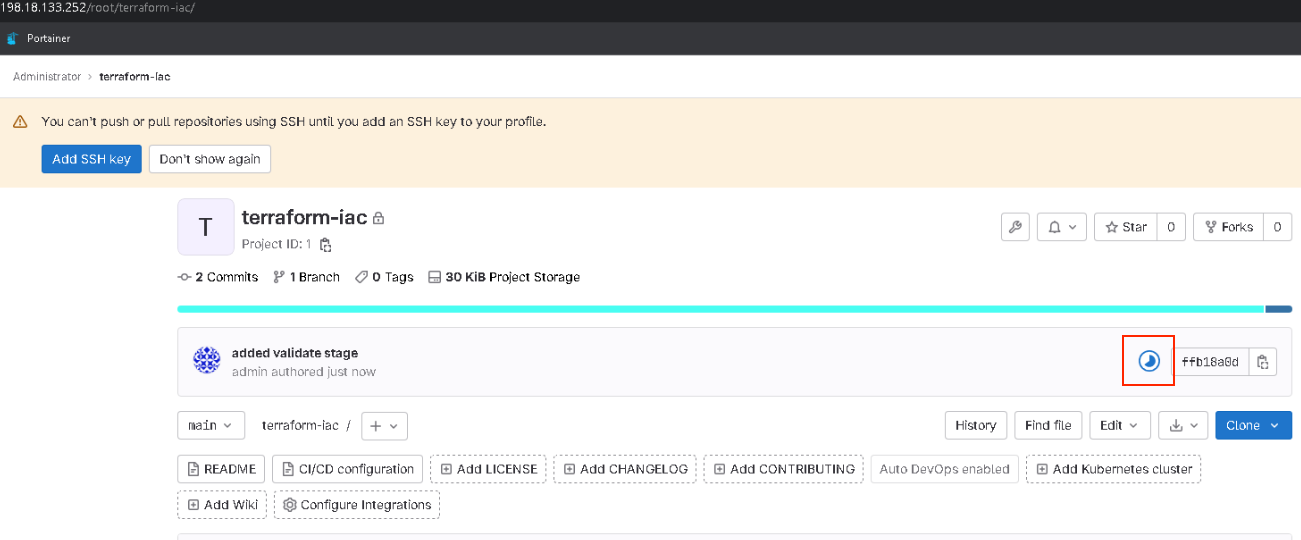 198.18.133.252/root/terraform-iac/
Portainer
Administrator > terraform-iac
You can't push or pull repositories using SSH until you add an SSH key to your profile.
Add SSH key Don't show again
T terraform-iac
Project ID: 1
Star 0 Forks 0
2 Commits 1 Branch 0 Tags 30 KiB Project Storage
added validate stage
admin authored just now
ffb18a0d
main terraform-iac / + History Find file Edit Clone
README CI/CD configuration Add LICENSE Add CHANGELOG Add CONTRIBUTING Auto DevOps enabled Add Kubernetes cluster
Add Wiki Configure Integrations